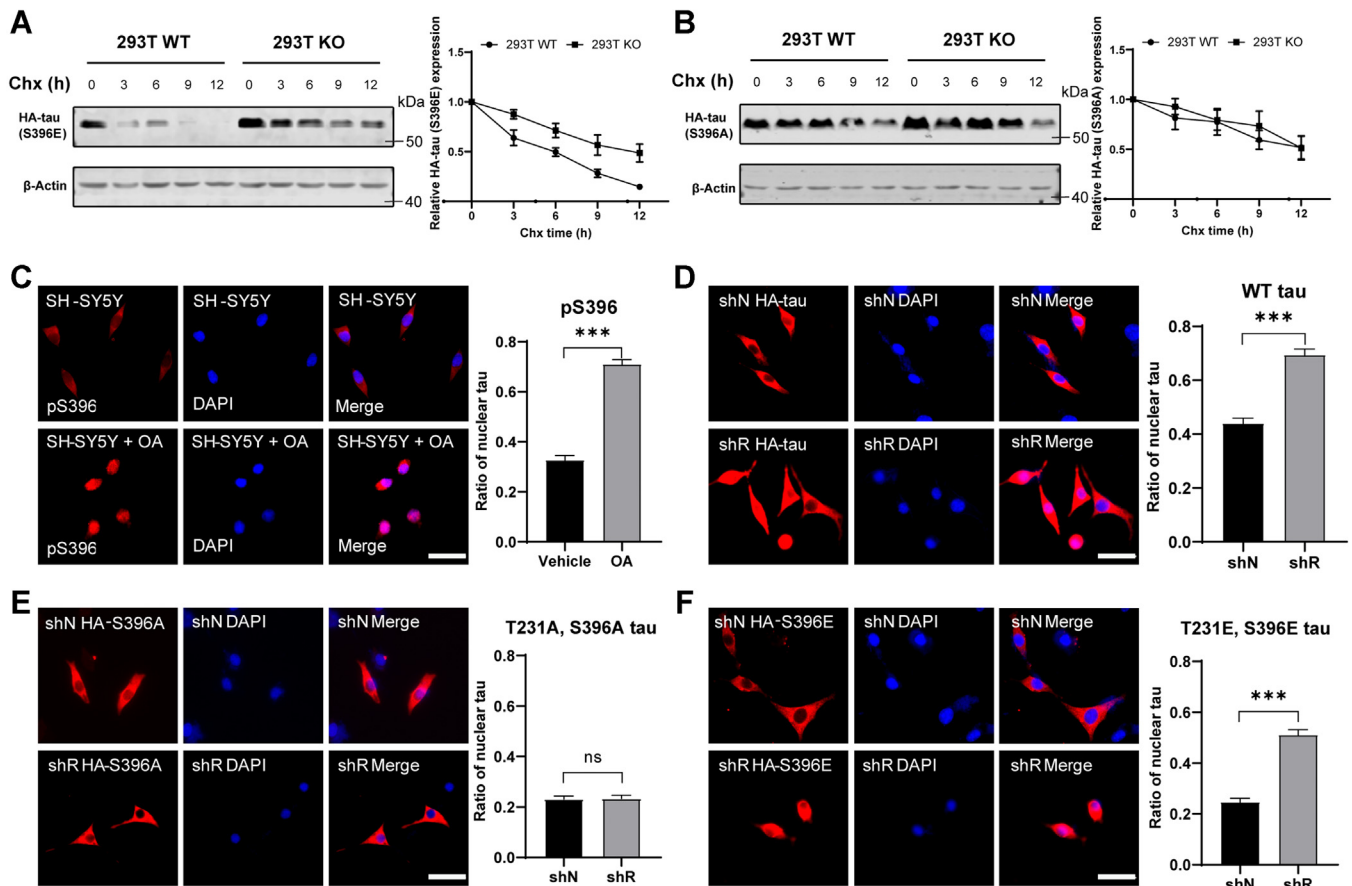 A
293T WT
293T KO
Chx (h)
0 3 6 9 12 0 3 6 9 12
kDa
HA-tau
(S396E)
50
β-Actin
40
293T WT 293T KO
Relative HA-tau (S396E) expression
1.5
1.0
0.5
0 3 6 9 12
Chx time (h)
B
293T WT
293T KO
Chx (h)
0 3 6 9 12 0 3 6 9 12
kDa
HA-tau
(S396A)
50
β-Actin
40
293T WT 293T KO
Relative HA-tau (S396A) expression
1.5
1.0
0.5
0 3 6 9 12
Chx time (h)
C
SH -SY5Y
pS396
SH -SY5Y
DAPI
SH -SY5Y
Merge
SH-SY5Y + OA
pS396
SH-SY5Y + OA
DAPI
SH-SY5Y + OA
Merge
pS396
***
Ratio of nuclear tau
0.8
0.6
0.4
0.2
0.0
Vehicle OA
D
shN HA-tau
shN DAPI
shN Merge
shR HA-tau
shR DAPI
shR Merge
WT tau
***
Ratio of nuclear tau
0.8
0.6
0.4
0.2
0.0
shN shR
E
shN HA-S396A
shN DAPI
shN Merge
shR HA-S396A
shR DAPI
shR Merge
T231A, S396A tau
ns
Ratio of nuclear tau
0.8
0.6
0.4
0.2
0.0
shN shR
F
shN HA-S396E
shN DAPI
shN Merge
shR HA-S396E
shR DAPI
shR Merge
T231E, S396E tau
***
Ratio of nuclear tau
0.8
0.6
0.4
0.2
0.0
shN shR